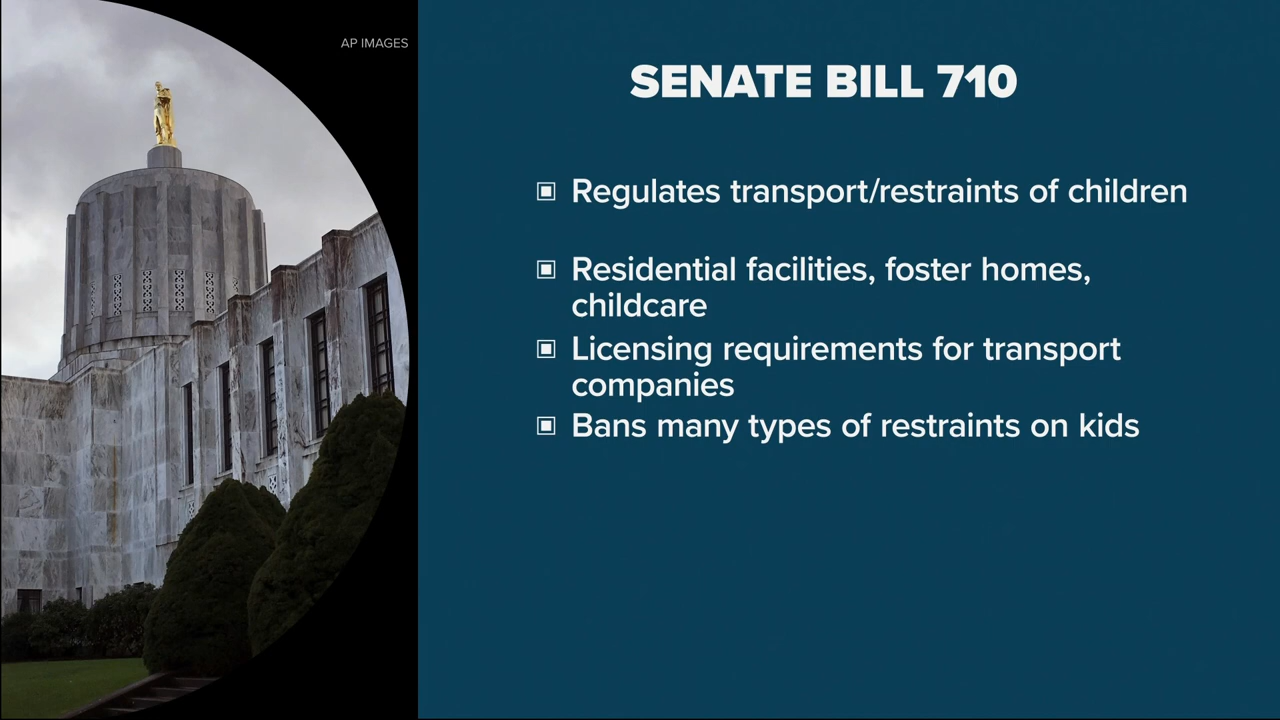 AP IMAGES
SENATE BILL 710
Regulates transport/restraints of children
Residential facilities, foster homes,
childcare
Licensing requirements for transport
companies
Bans many types of restraints on kids